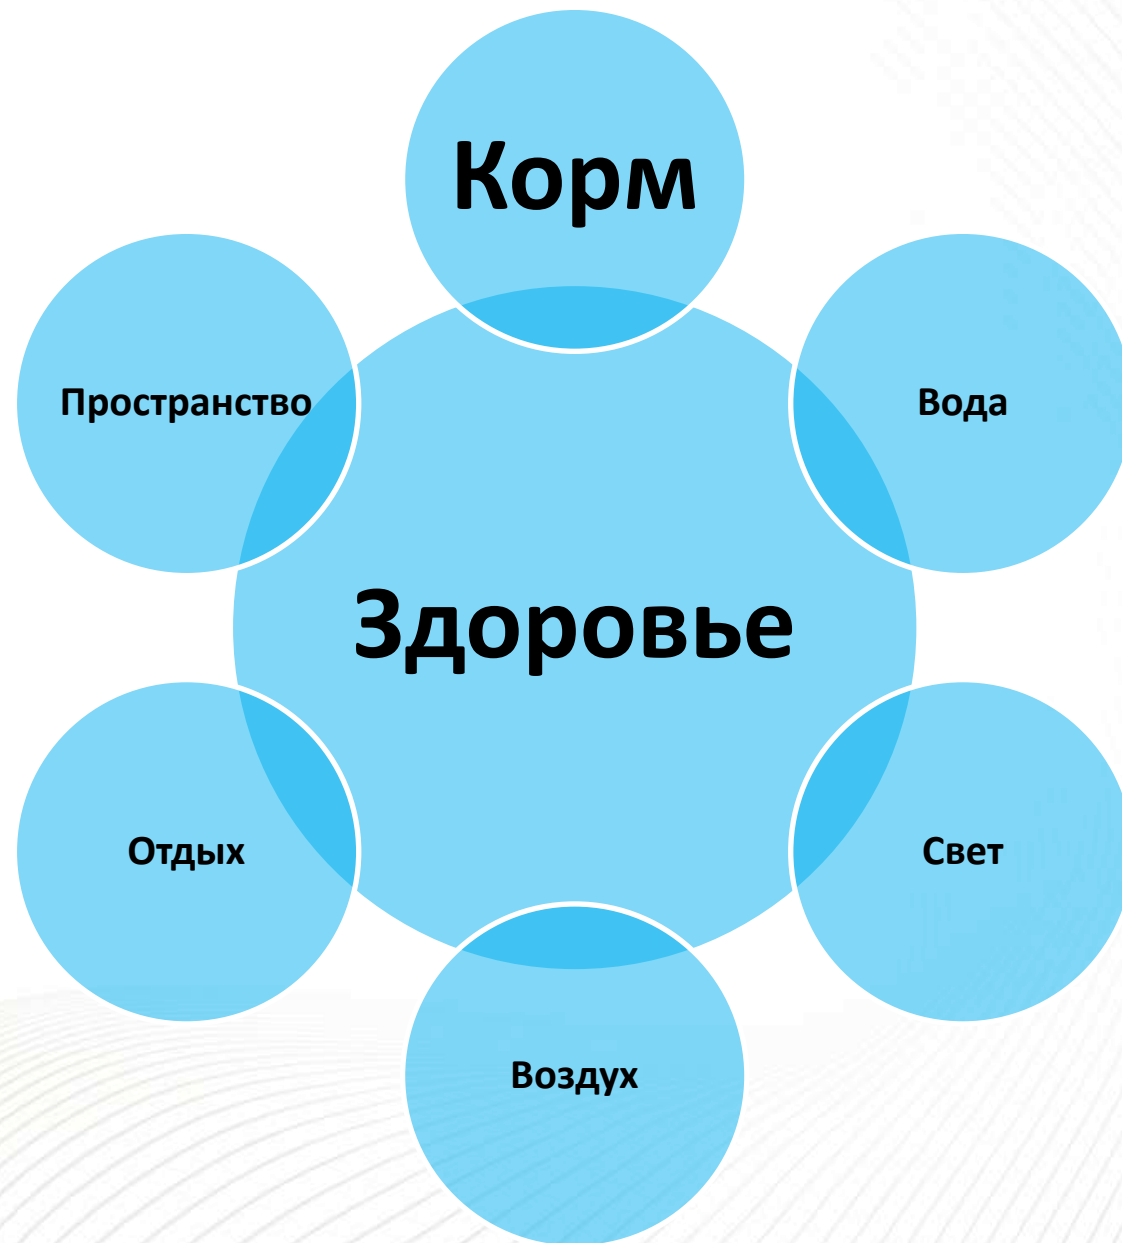 Корм
Пространство
Вода
Здоровье
Отдых
Свет
Воздух